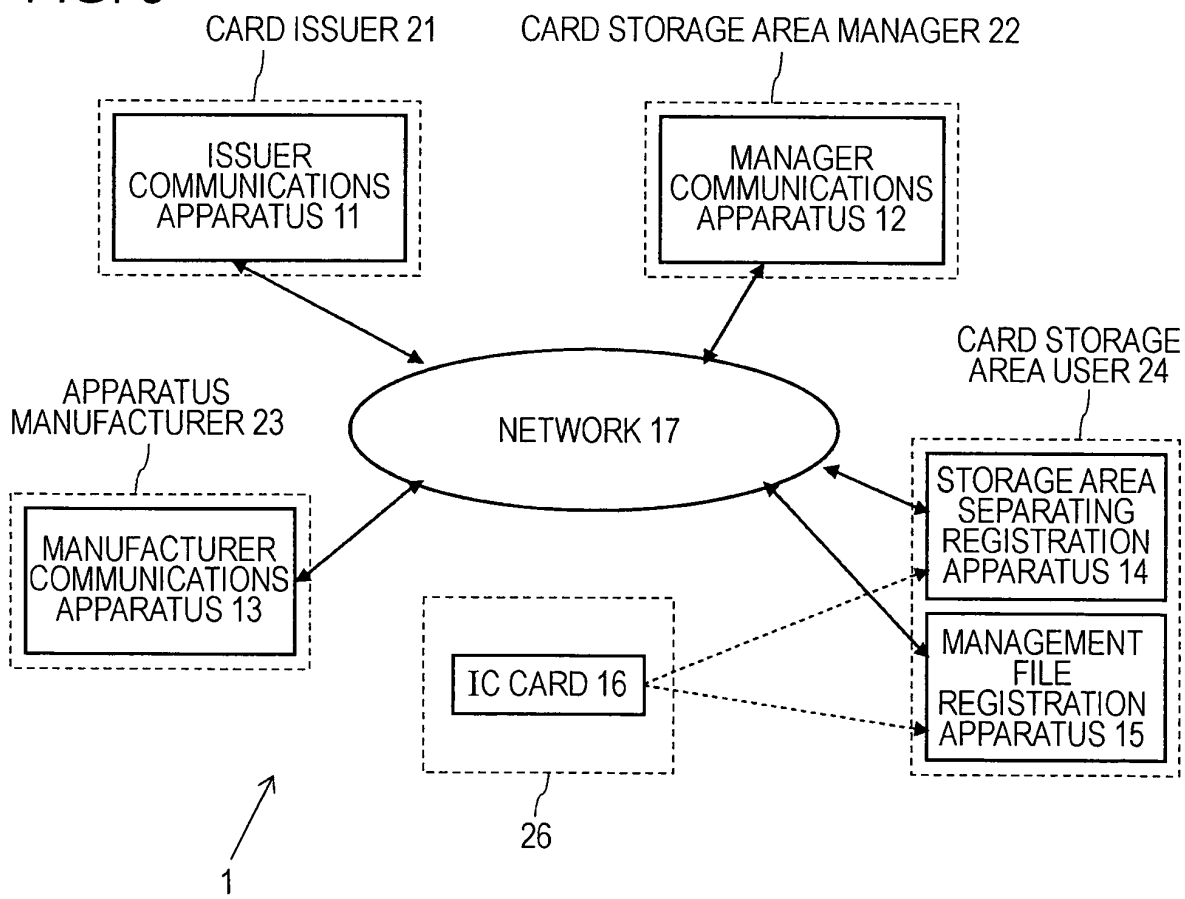 CARD ISSUER 21
CARD STORAGE AREA MANAGER 22
ISSUER
COMMUNICATIONS
APPARATUS 11
MANAGER
COMMUNICATIONS
APPARATUS 12
CARD STORAGE
AREA USER 24
APPARATUS
MANUFACTURER 23
NETWORK 17
STORAGE AREA
SEPARATING
REGISTRATION
APPARATUS 14
MANUFACTURER
COMMUNICATIONS
APPARATUS 13
IC CARD 16
MANAGEMENT
FILE
REGISTRATION
APPARATUS 15
26
1